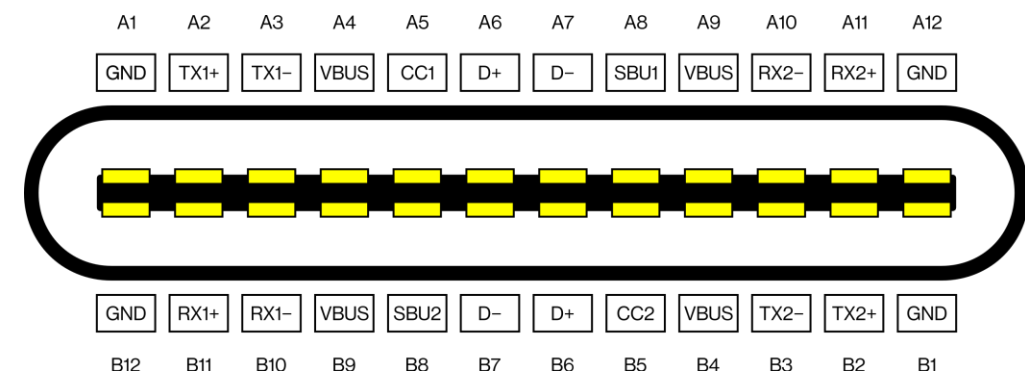 A1 A2 A3 A4 A5 A6 A7 A8 A9 A10 A11 A12
GND TX1+ TX1− VBUS CC1 D+ D− SBU1 VBUS RX2− RX2+ GND
GND RX1+ RX1− VBUS SBU2 D− D+ CC2 VBUS TX2− TX2+ GND
B12 B11 B10 B9 B8 B7 B6 B5 B4 B3 B2 B1